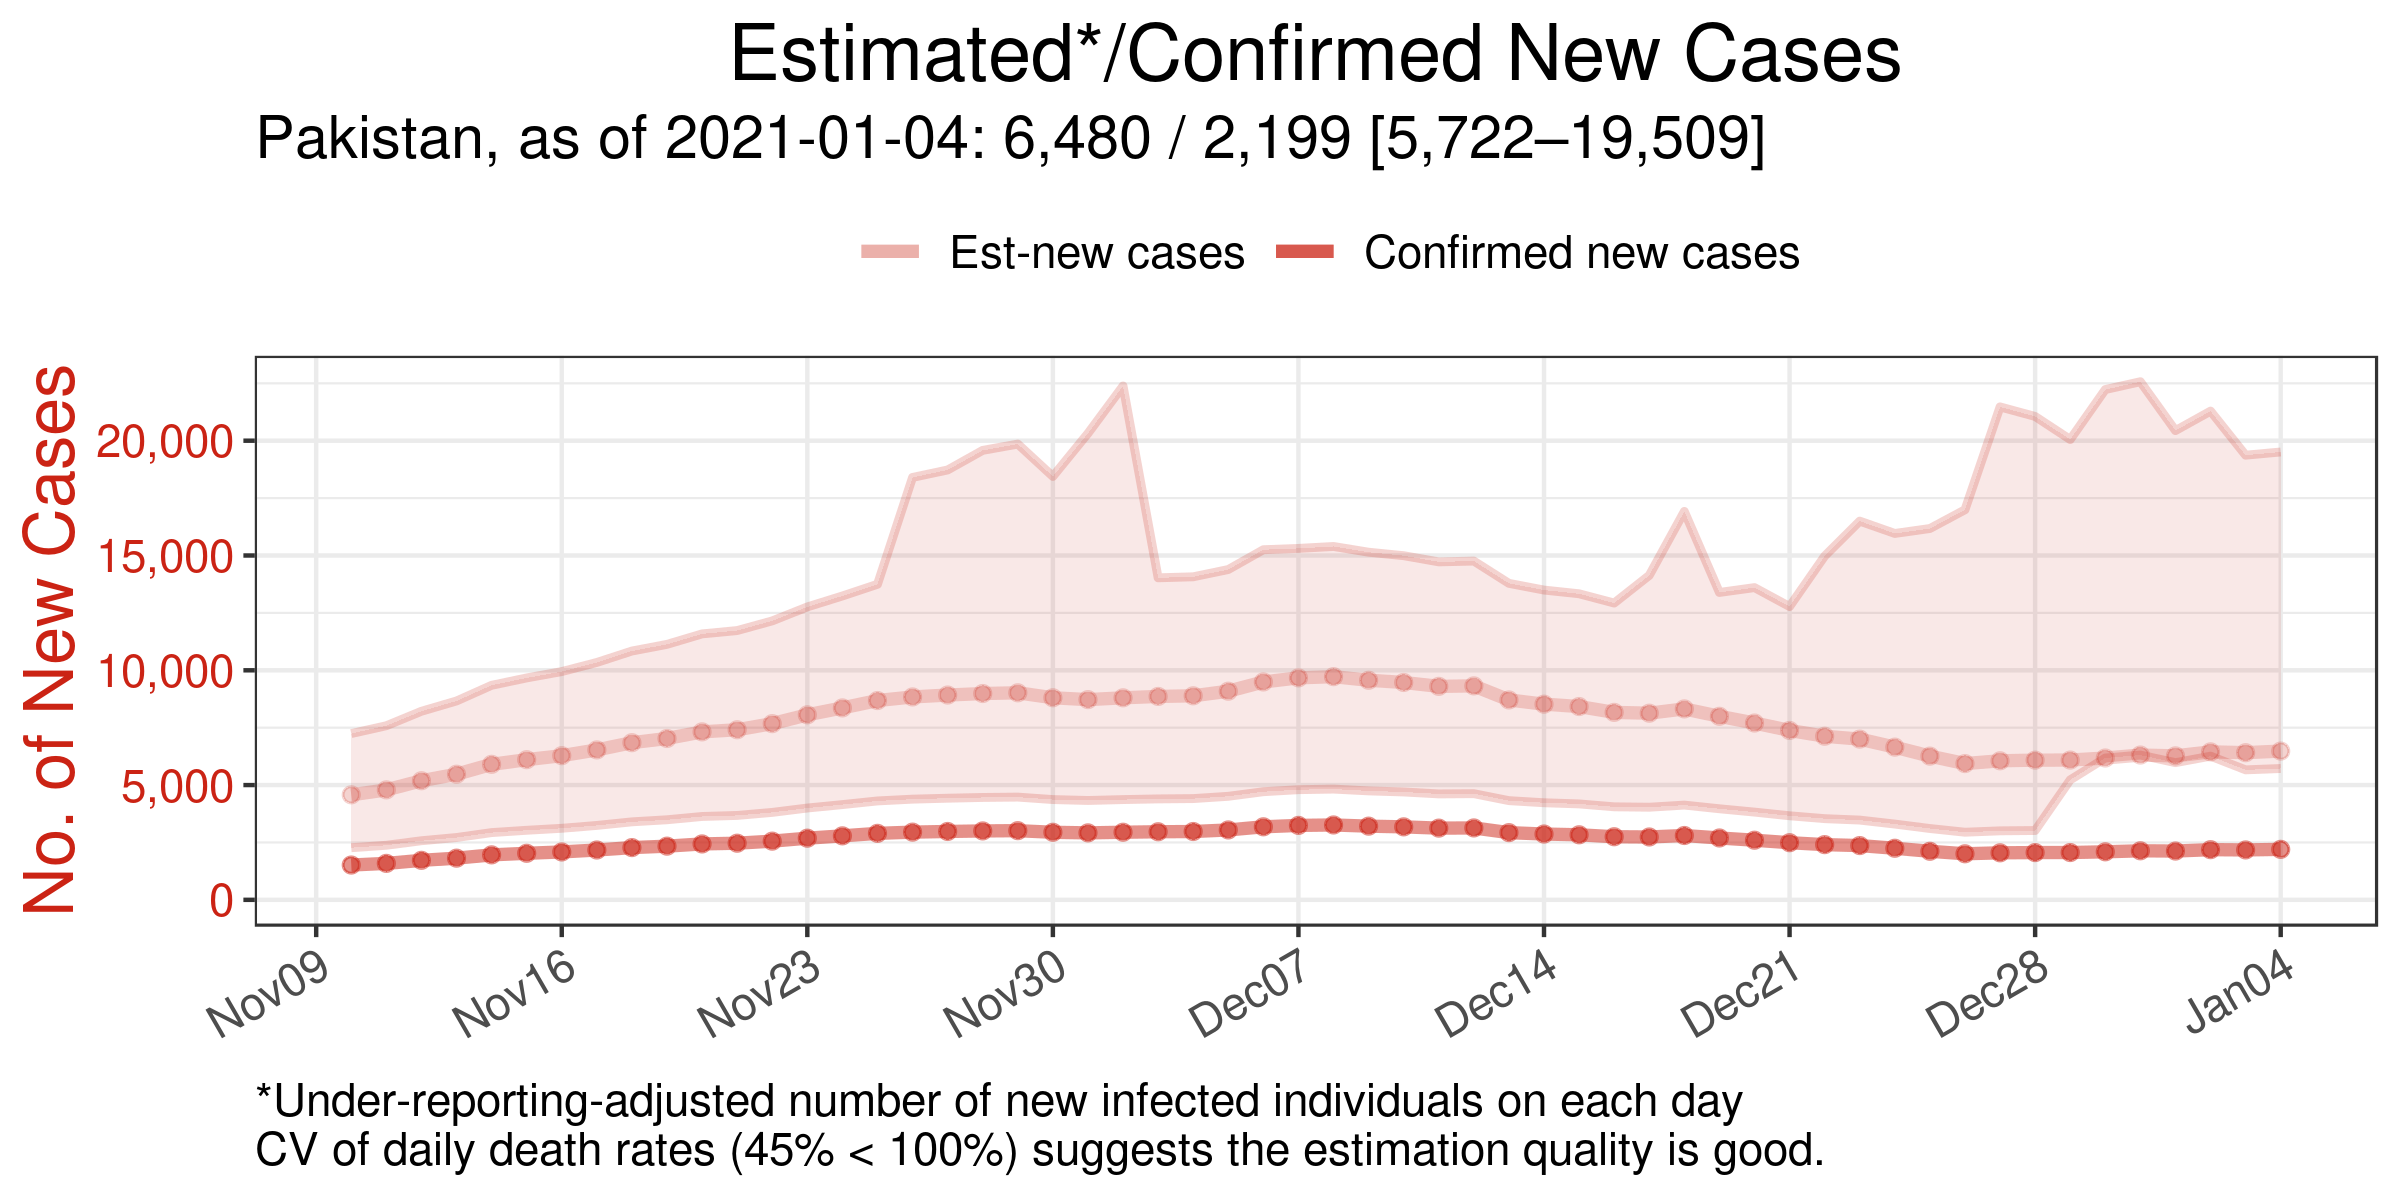 Estimated*/Confirmed New Cases
Pakistan, as of 2021-01-04: 6,480 / 2,199 [5,722–19,509]
Est-new cases
Confirmed new cases
No. of New Cases
20,000
15,000
10,000
5,000
0
Nov09
Nov16
Nov23
Nov30
Dec07
Dec14
Dec21
Dec28
Jan04
*Under-reporting-adjusted number of new infected individuals on each day
CV of daily death rates (45% < 100%) suggests the estimation quality is good.